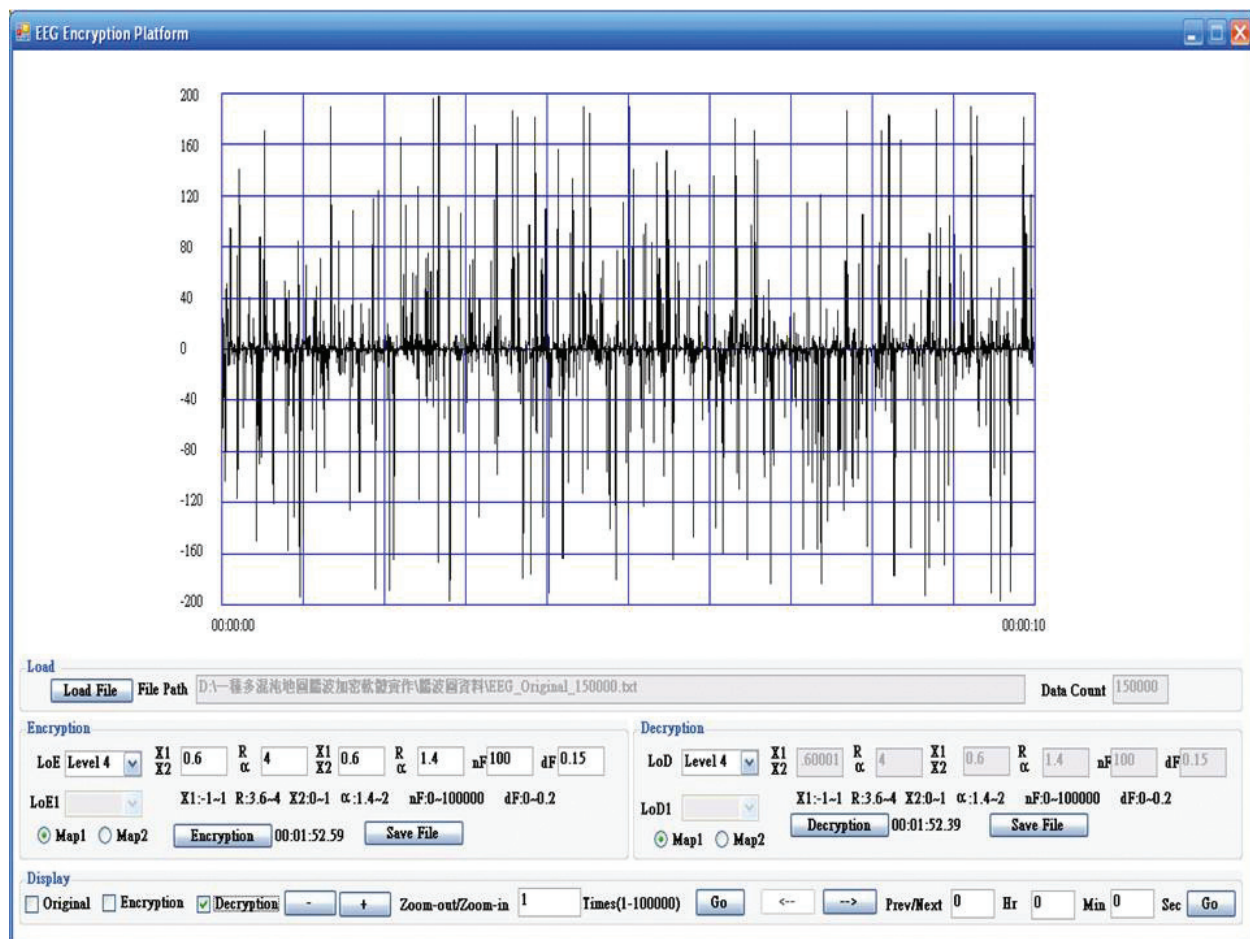 EEG Encryption Platform
200
160
120
80
40
0
-40
-80
-120
-160
-200
00:00:00 00:00:10
Load
Load File File Path D:\一種多混沌地圖腦波加密軟體實作\腦波圖資料\EEG_Original_150000.txt Data Count 150000
Encryption
LoE Level 4 X1 X2 0.6 R α 4 X1 X2 0.6 R α 1.4 nF 100 dF 0.15
LoE1 X1:-1~1 R:3.6~4 X2:0~1 α:1.4~2 nF:0~100000 dF:0~0.2
Map1 Map2 Encryption 00:01:52.59 Save File
Decryption
LoD Level 4 X1 X2 .60001 R α 4 X1 X2 0.6 R α 1.4 nF 100 dF 0.15
LoD1 X1:-1~1 R:3.6~4 X2:0~1 α:1.4~2 nF:0~100000 dF:0~0.2
Map1 Map2 Decryption 00:01:52.39 Save File
Display
Original Encryption Decryption - + Zoom-out/Zoom-in 1 Times(1-100000) Go <-- --> Prev/Next 0 Hr 0 Min 0 Sec Go